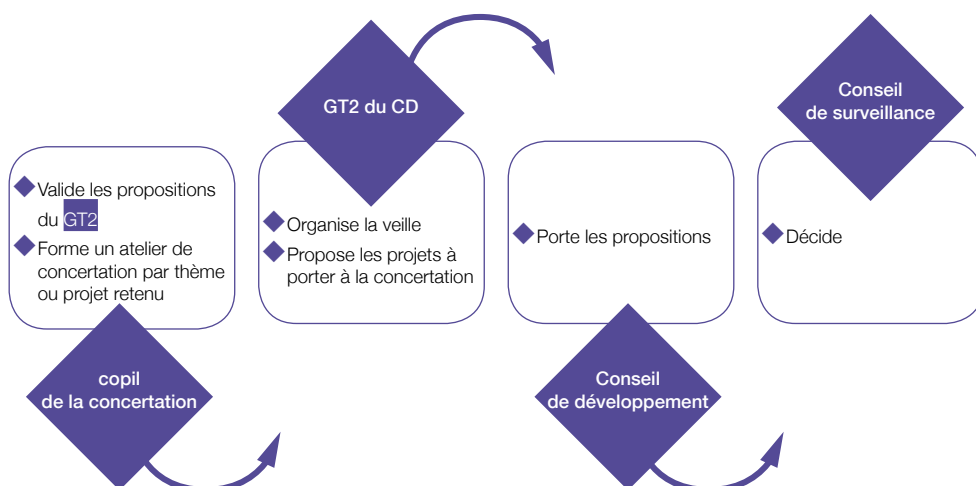 GT2 du CD
Conseil
de surveillance
Valide les propositions
du GT2
Forme un atelier de
concertation par thème
ou projet retenu
Organise la veille
Propose les projets à
porter à la concertation
Porte les propositions
Décide
copil
de la concertation
Conseil
de développement